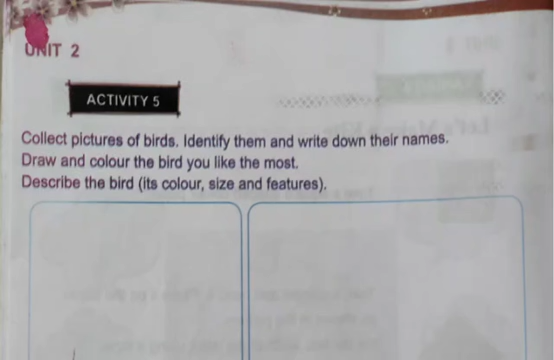 UNIT 2
ACTIVITY 5
Collect pictures of birds. Identify them and write down their names.
Draw and colour the bird you like the most.
Describe the bird (its colour, size and features).